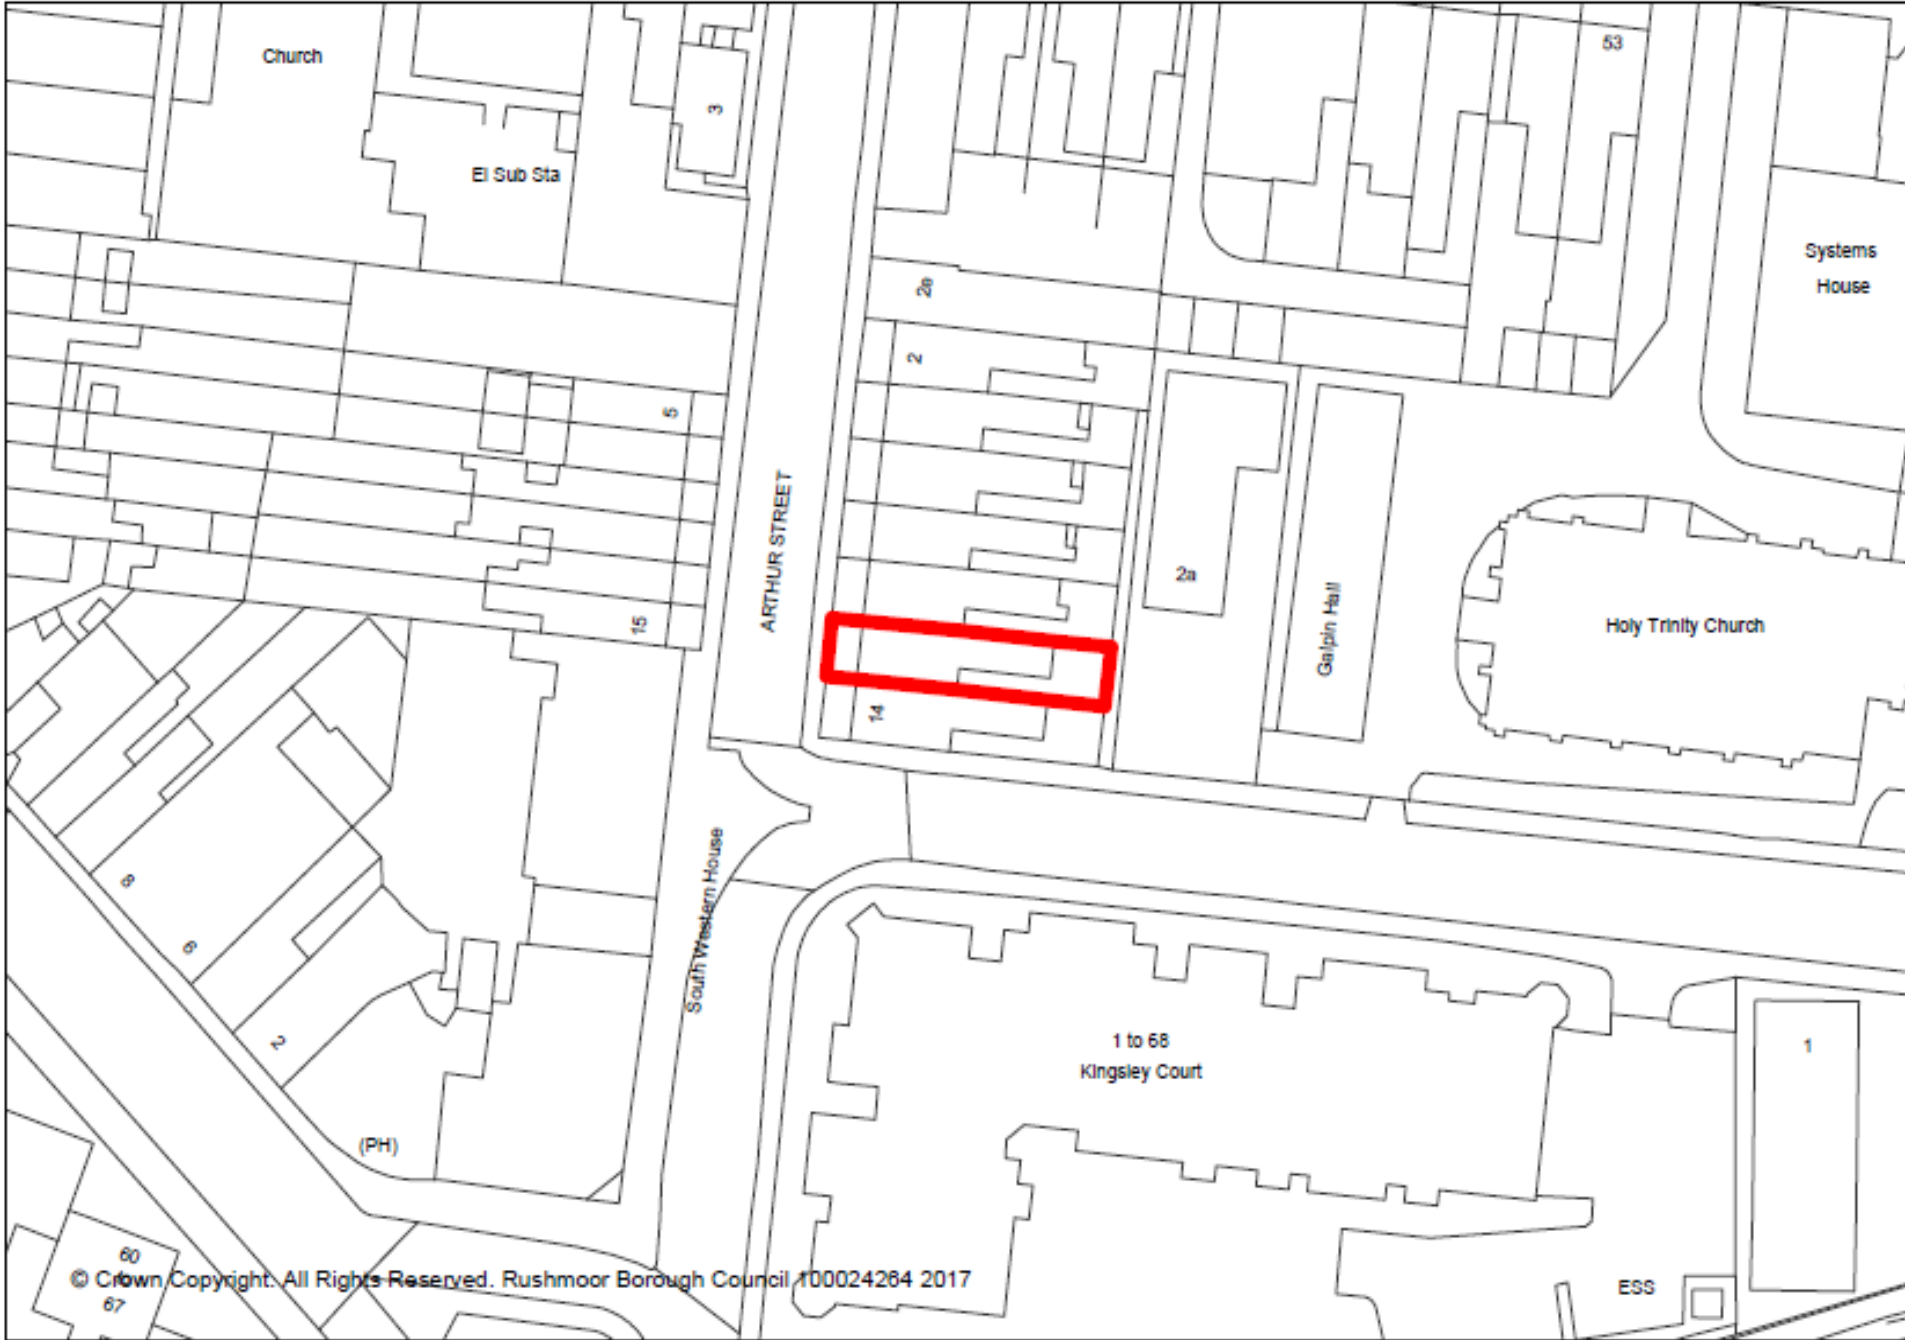 Church
53
3
El Sub Sta
Systems
House
2e
2
5
ARTHUR STREET
2a
15
Galpin Hall
Holy Trinity Church
14
8
South Western House
6
2
1 to 68
Kingsley Court
1
(PH)
60
to
67
© Crown Copyright. All Rights Reserved. Rushmoor Borough Council 100024264 2017
ESS